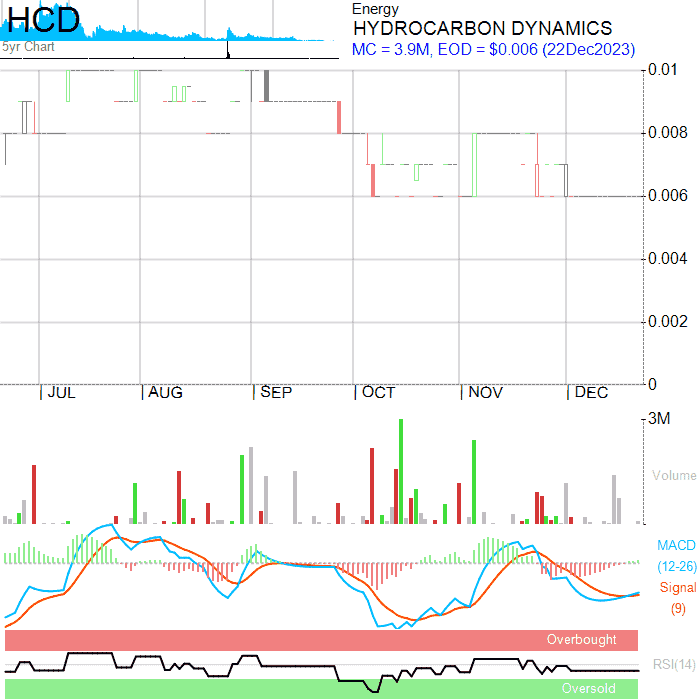 HCD
5yr Chart
Energy
HYDROCARBON DYNAMICS
MC = 3.9M, EOD = $0.006 (22Dec2023)
0.01
0.008
0.006
0.004
0.002
0
JUL AUG SEP OCT NOV DEC
3M
Volume
MACD
(12-26)
Signal
(9)
Overbought
RSI(14)
Oversold